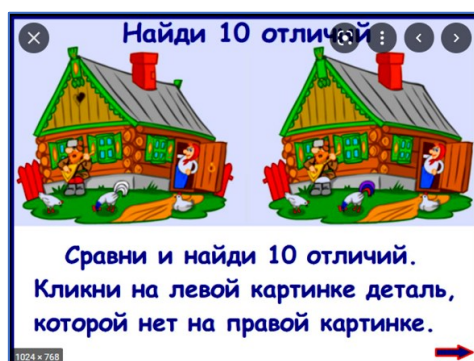 Найди 10 отличий
Сравни и найди 10 отличий.
Кликни на левой картинке деталь,
которой нет на правой картинке.
1024 × 768